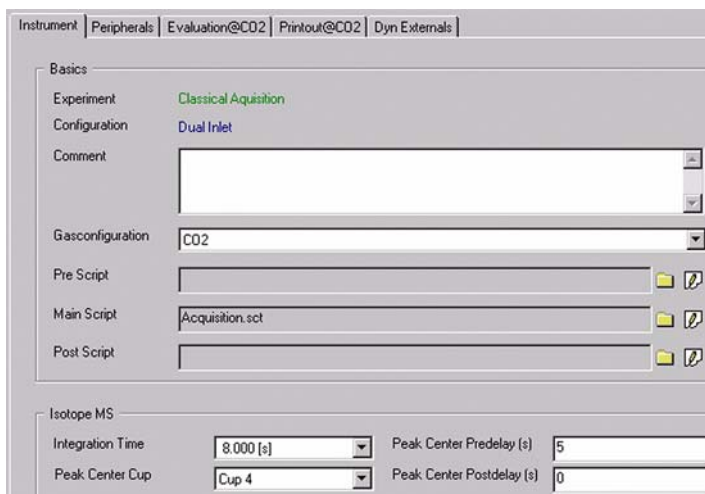 Instrument Peripherals Evaluation@CO2 Printout@CO2 Dyn Externals
Basics
Experiment Classical Aquisition
Configuration Dual Inlet
Comment
Gasconfiguration CO2
Pre Script
Main Script Acquisition.sct
Post Script
Isotope MS
Integration Time 8.000 [s] Peak Center Predelay (s) 5
Peak Center Cup Cup 4 Peak Center Postdelay (s) 0